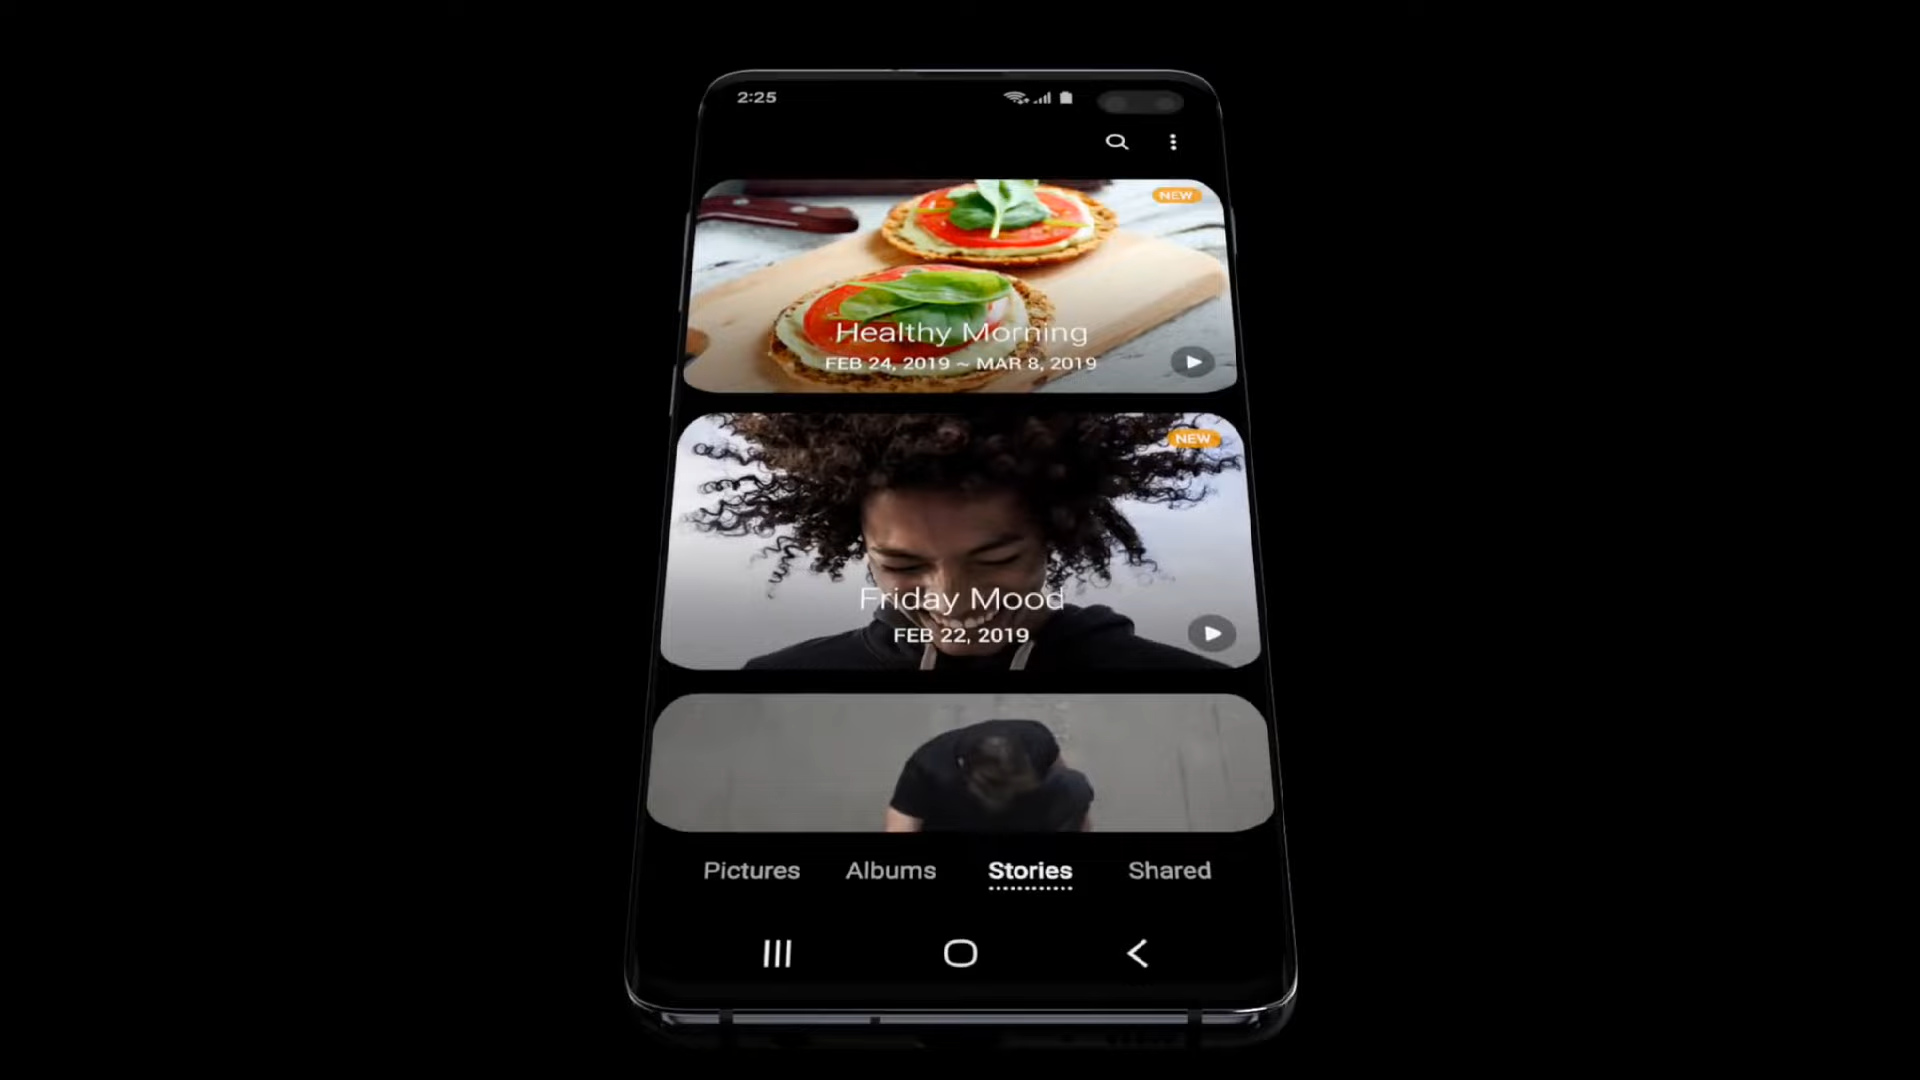 2:25
NEW
Healthy Morning
FEB 24, 2019 ~ MAR 8, 2019
NEW
Friday Mood
FEB 22, 2019
Pictures Albums Stories Shared